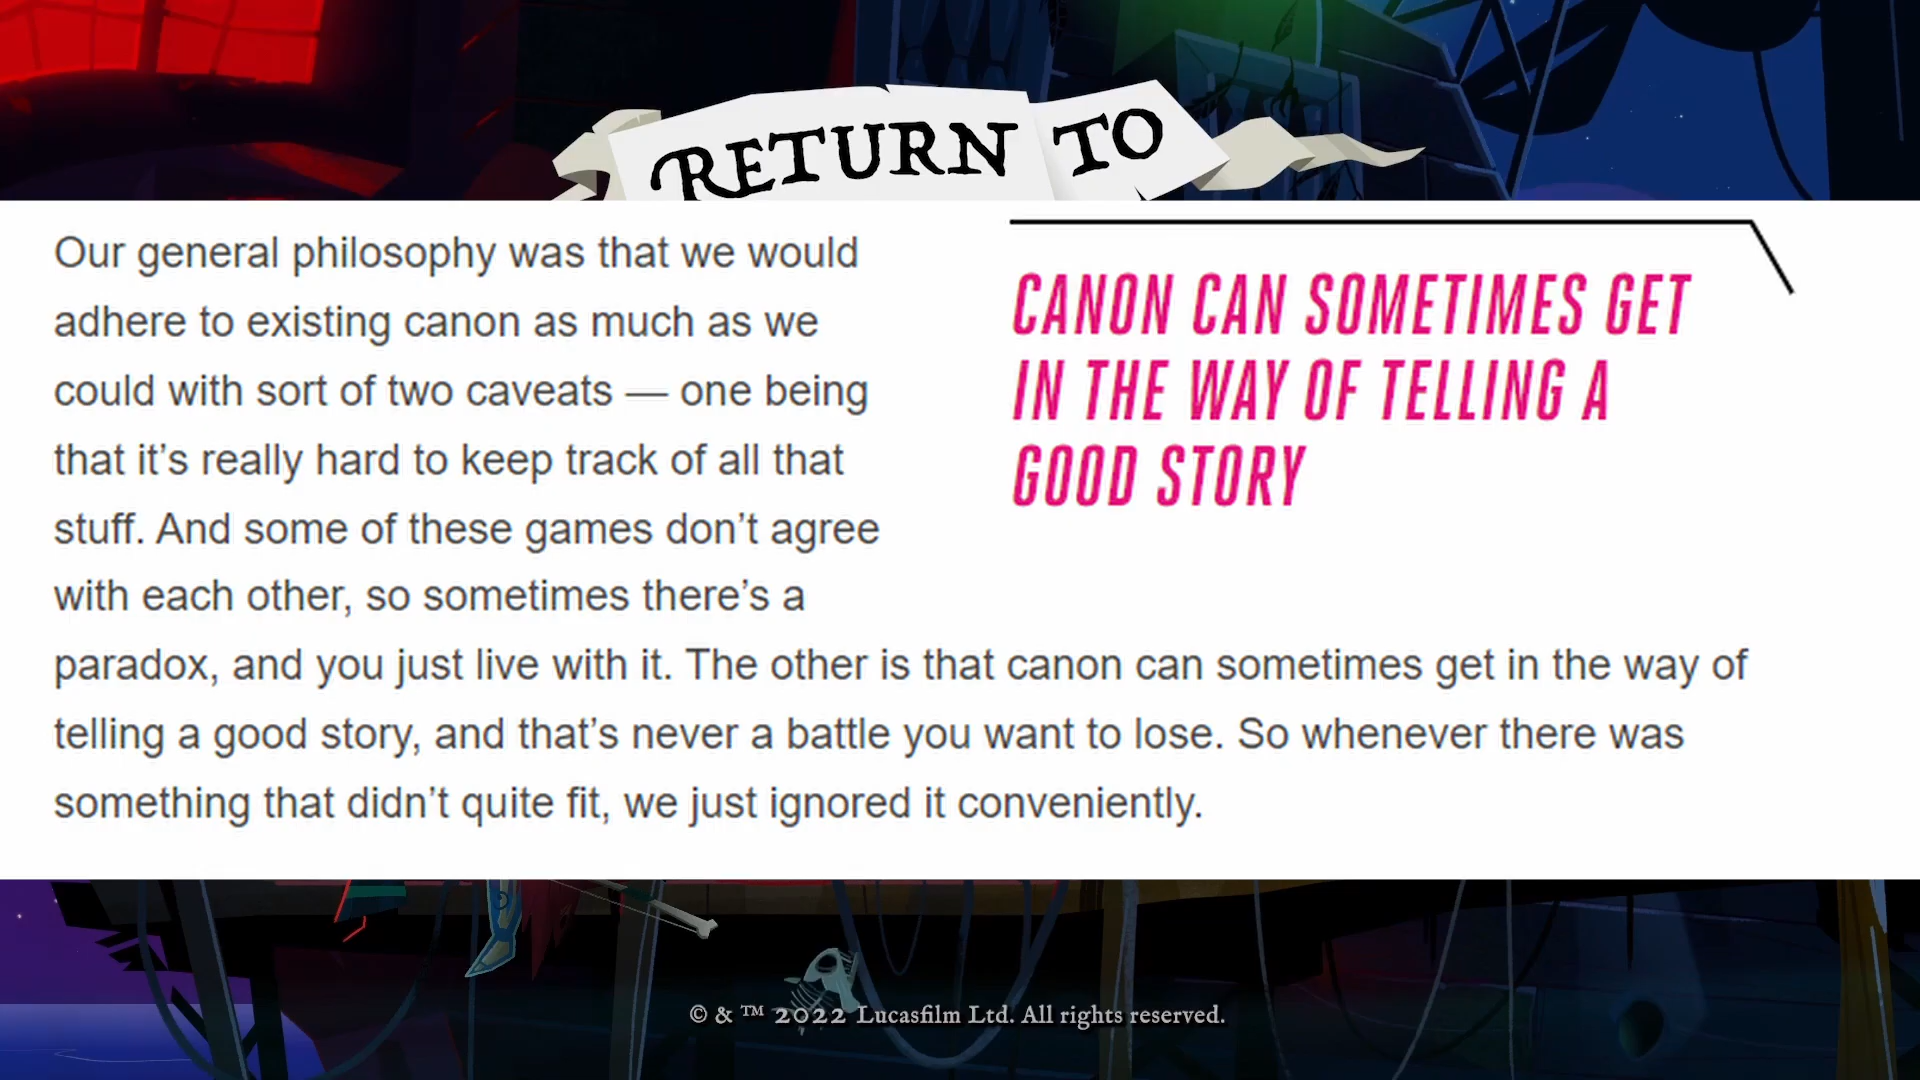 RETURN TO
Our general philosophy was that we would
adhere to existing canon as much as we
could with sort of two caveats — one being
that it’s really hard to keep track of all that
stuff. And some of these games don’t agree
with each other, so sometimes there’s a
paradox, and you just live with it. The other is that canon can sometimes get in the way of
telling a good story, and that’s never a battle you want to lose. So whenever there was
something that didn’t quite fit, we just ignored it conveniently.
CANON CAN SOMETIMES GET
IN THE WAY OF TELLING A
GOOD STORY
© & ™ 2022 Lucasfilm Ltd. All rights reserved.